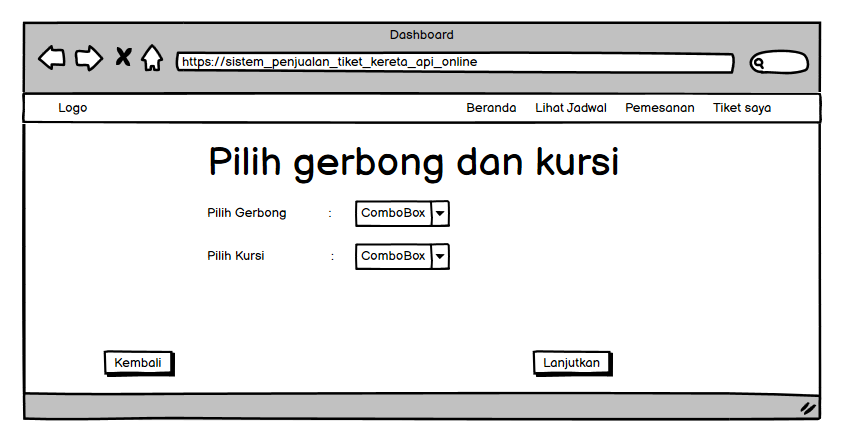 Dashboard
https://sistem_penjualan_tiket_kereta_api_online
Logo Beranda Lihat Jadwal Pemesanan Tiket saya
Pilih gerbong dan kursi
Pilih Gerbong : ComboBox
Pilih Kursi : ComboBox
Kembali Lanjutkan